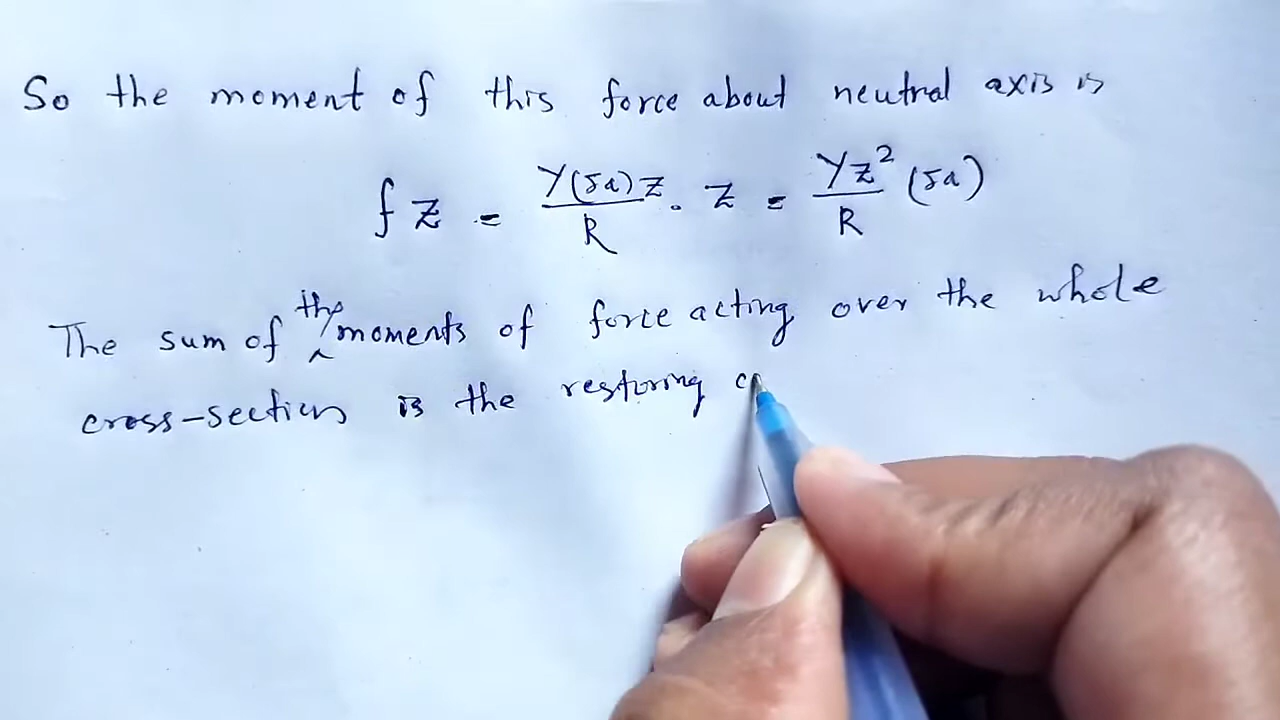 So the moment of this force about neutral axis is
fz = Y(δa)z/R . z = Yz²/R (δa)
The sum of the moments of force acting over the whole
cross-section is the restoring